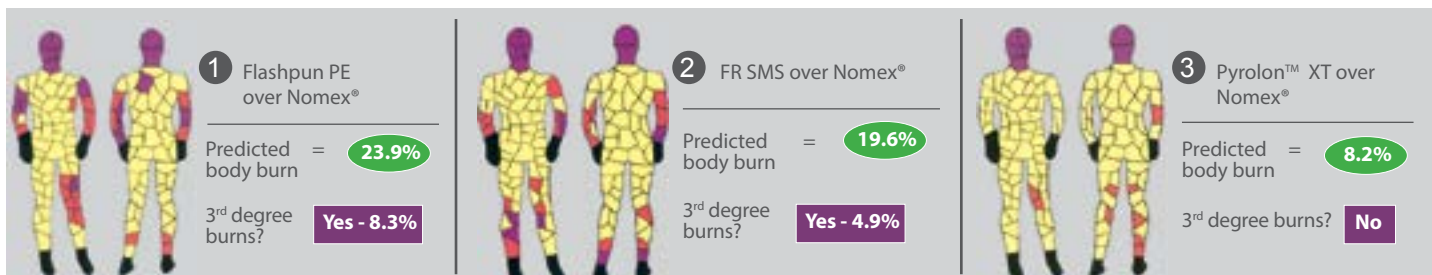 1 Flashpun PE
over Nomex®
Predicted = 23.9%
body burn
3rd degree
burns? Yes - 8.3%
2 FR SMS over Nomex®
Predicted = 19.6%
body burn
3rd degree
burns? Yes - 4.9%
3 Pyrolon™ XT over
Nomex®
Predicted = 8.2%
body burn
3rd degree burns? No